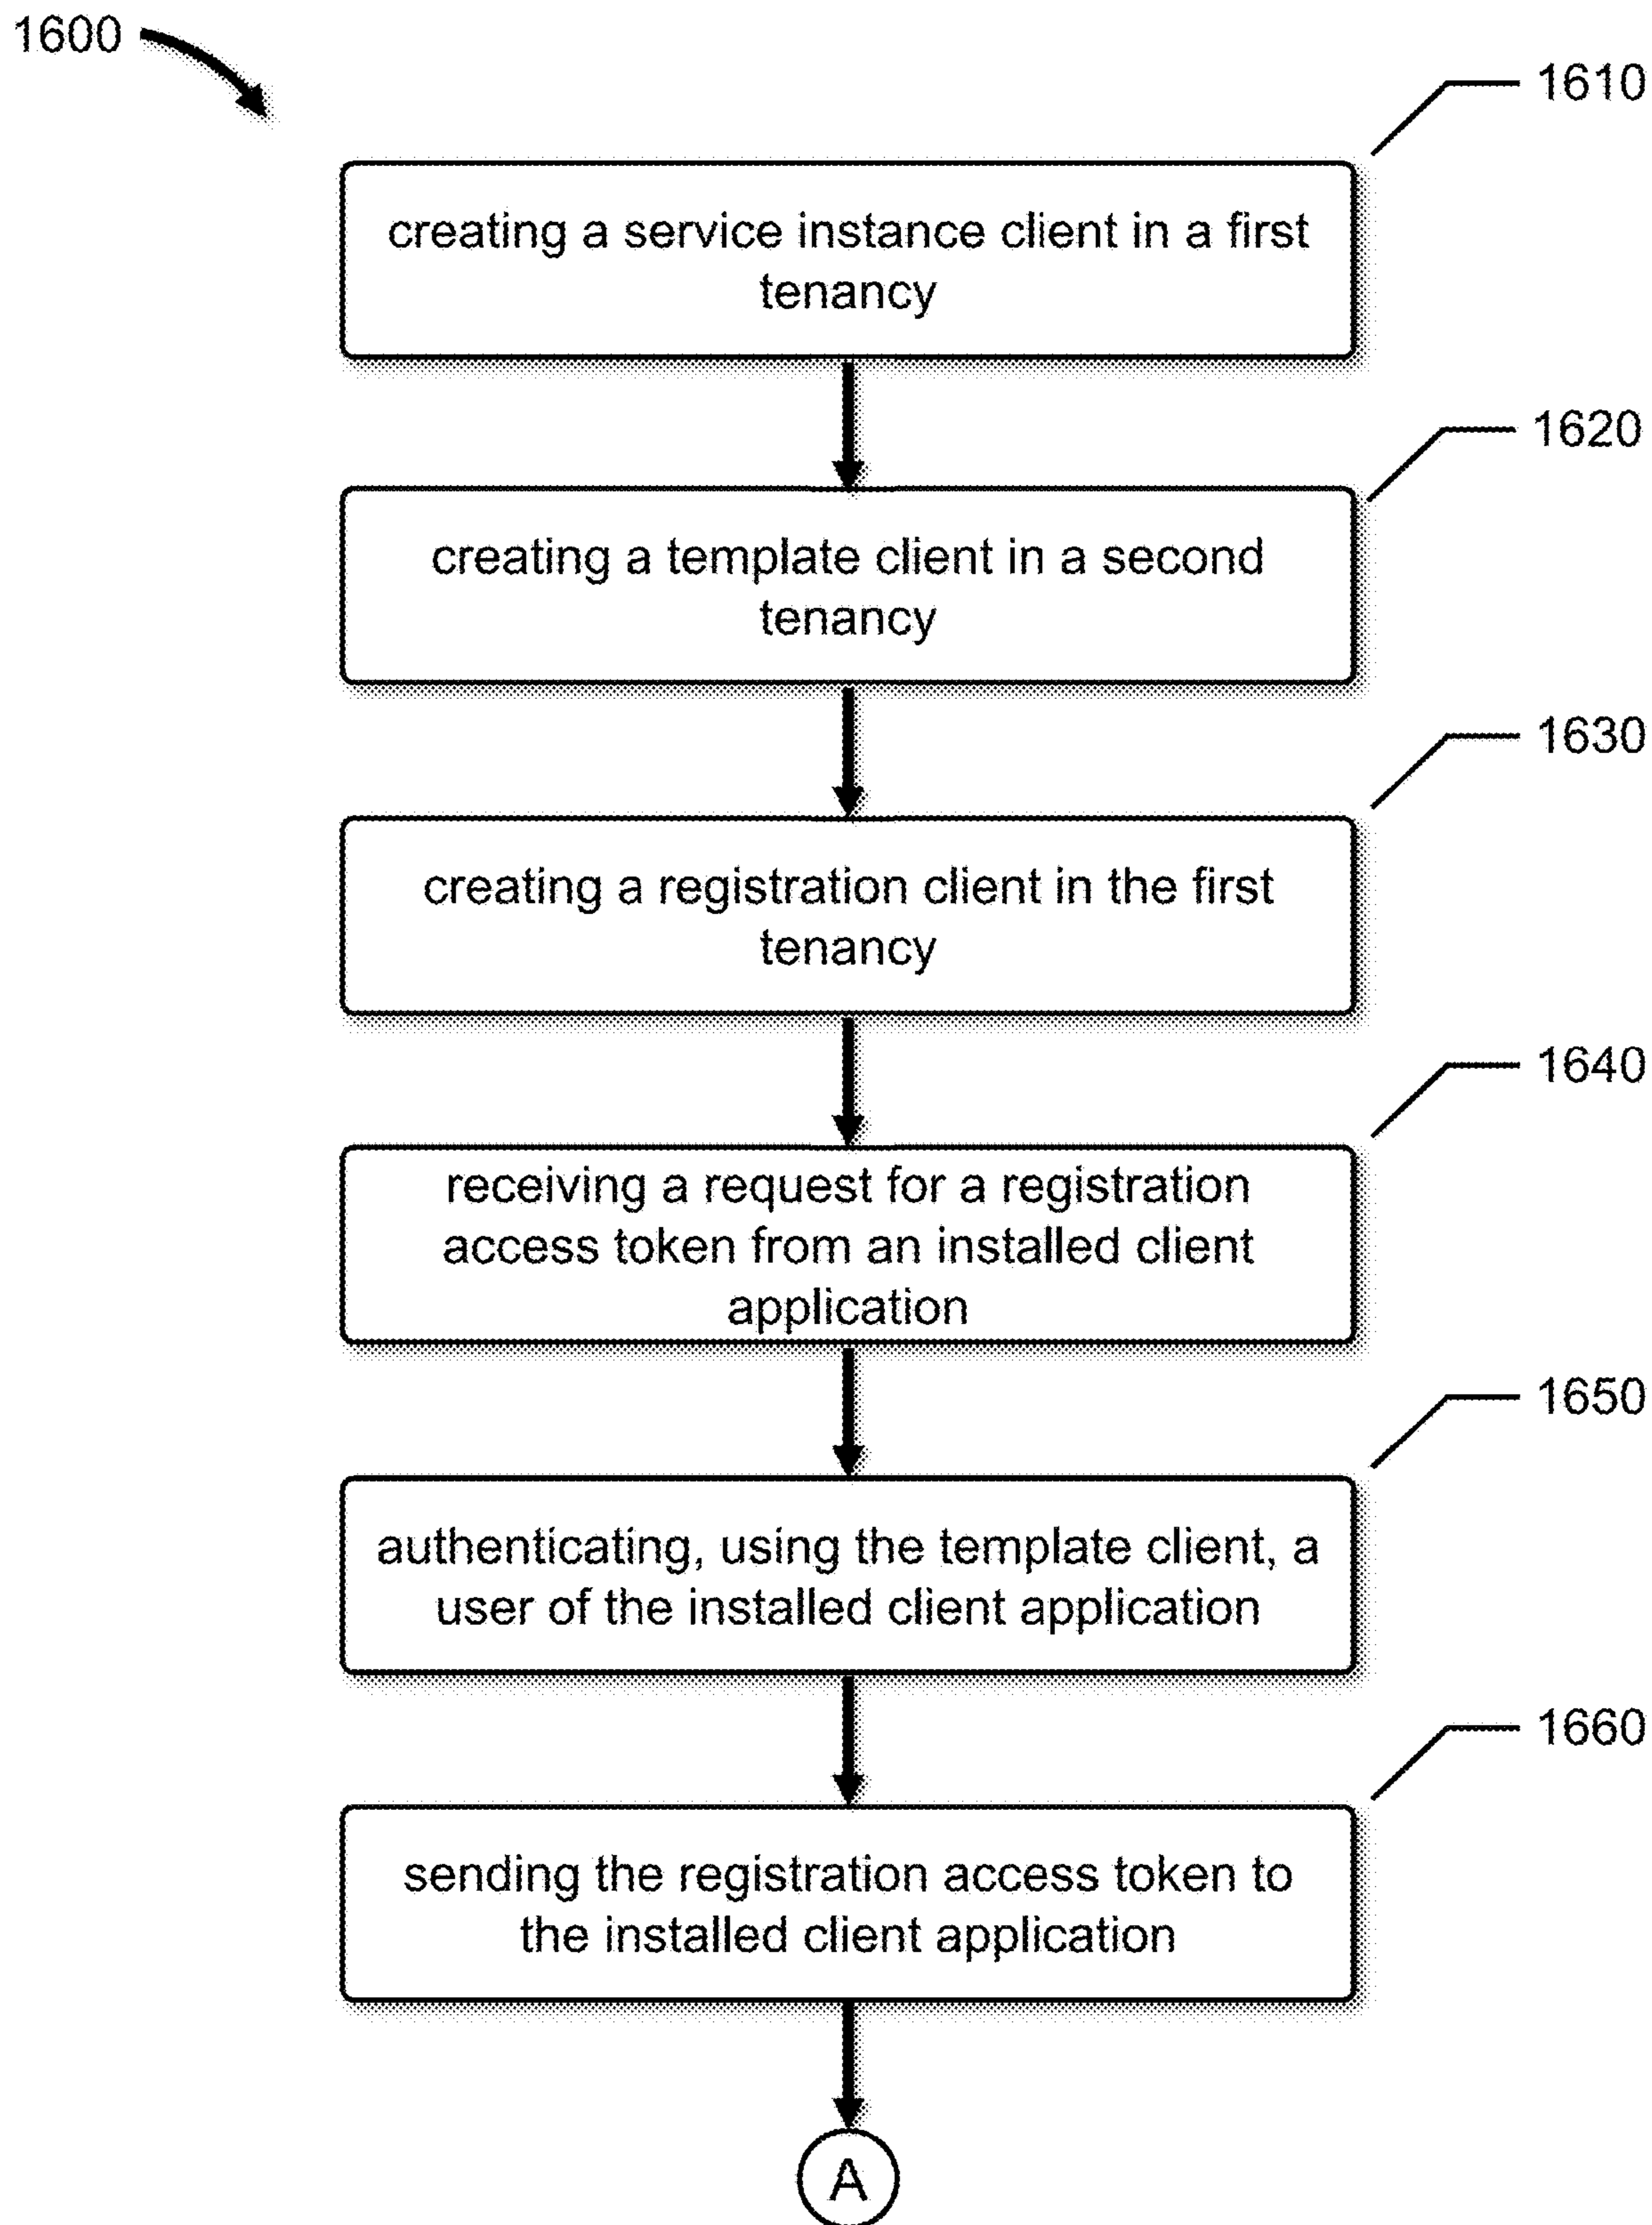 1600
1610
creating a service instance client in a first
tenancy
1620
creating a template client in a second
tenancy
1630
creating a registration client in the first
tenancy
1640
receiving a request for a registration
access token from an installed client
application
1650
authenticating, using the template client, a
user of the installed client application
1660
sending the registration access token to
the installed client application
A